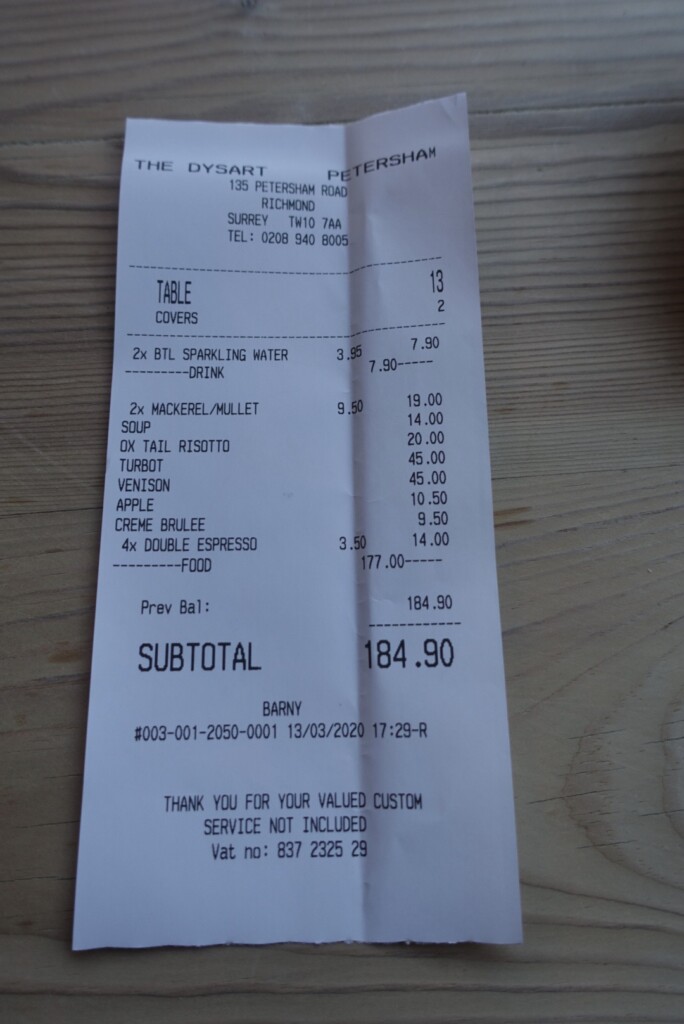 THE DYSART PETERSHAM
135 PETERSHAM ROAD
RICHMOND
SURREY TW10 7AA
TEL: 0208 940 8005
TABLE 13
COVERS 2
2x BTL SPARKLING WATER 3.95 7.90
---------DRINK 7.90-----
2x MACKEREL/MULLET 9.50 19.00
SOUP 14.00
OX TAIL RISOTTO 20.00
TURBOT 45.00
VENISON 45.00
APPLE 10.50
CREME BRULEE 9.50
4x DOUBLE ESPRESSO 3.50 14.00
---------FOOD 177.00-----
Prev Bal: 184.90
SUBTOTAL 184.90
BARNY
#003-001-2050-0001 13/03/2020 17:29-R
THANK YOU FOR YOUR VALUED CUSTOM
SERVICE NOT INCLUDED
Vat no: 837 2325 29